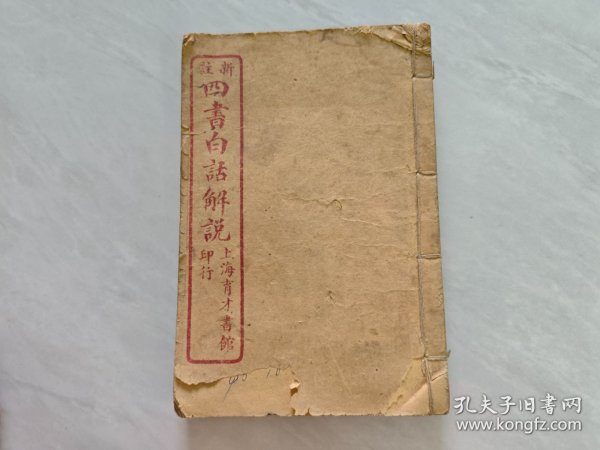 新註
四書白話解說
上海育才書館
印行
孔夫子旧书网
www.kongfz.com